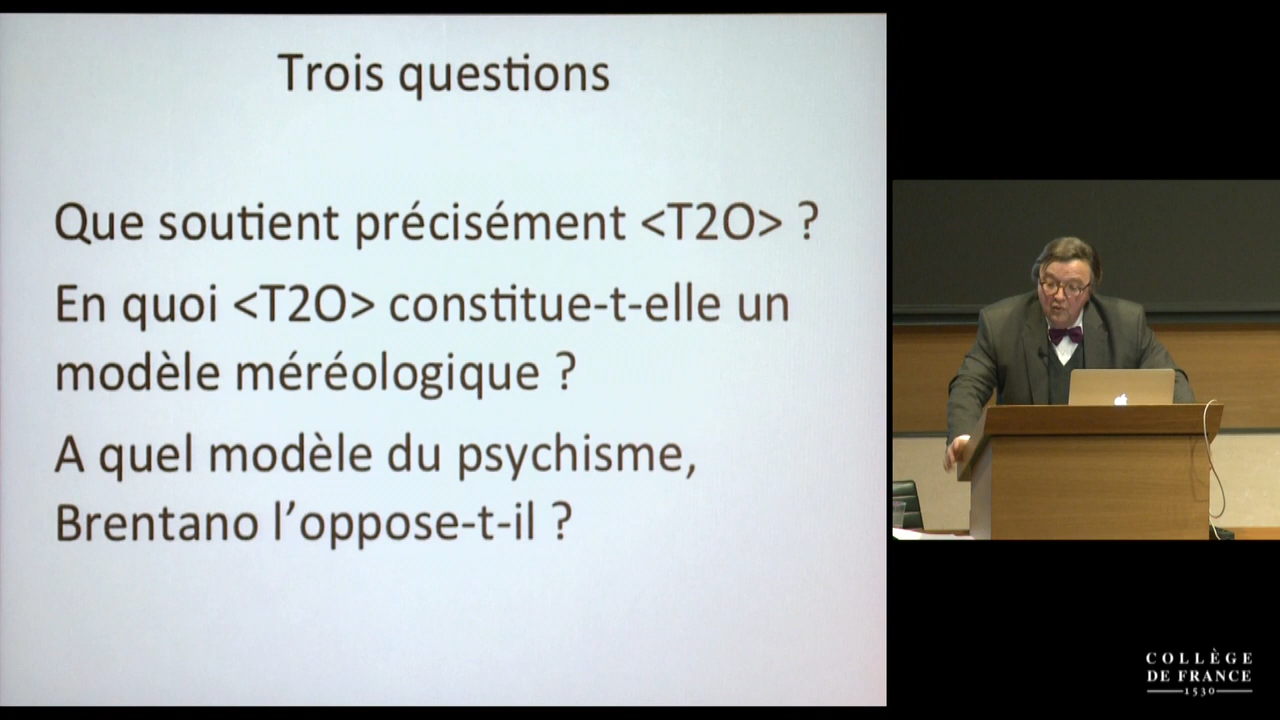 Trois questions
Que soutient précisément <T2O> ?
En quoi <T2O> constitue-t-elle un
modèle méréologique ?
A quel modèle du psychisme,
Brentano l’oppose-t-il ?
COLLÈGE
DE FRANCE
1530